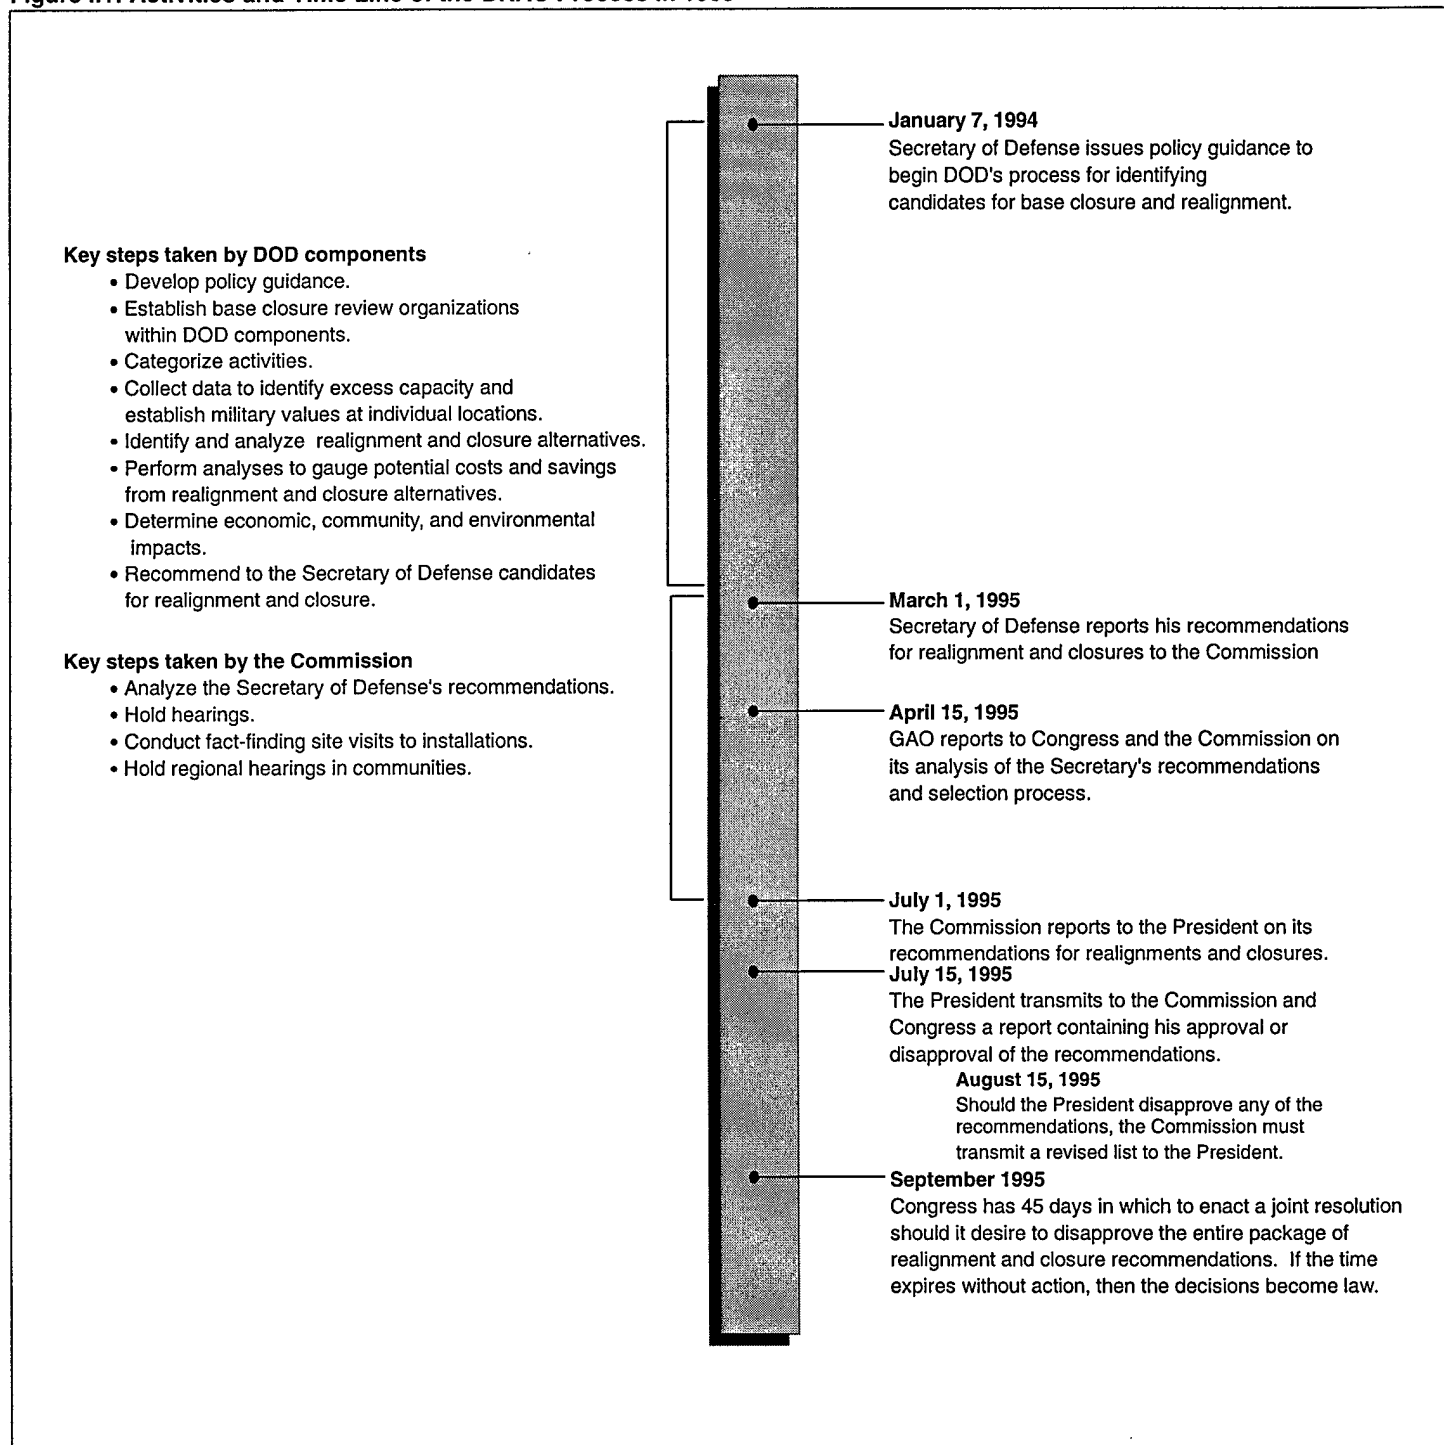 January 7, 1994
Secretary of Defense issues policy guidance to
begin DOD's process for identifying
candidates for base closure and realignment.
Key steps taken by DOD components
• Develop policy guidance.
• Establish base closure review organizations
within DOD components.
• Categorize activities.
• Collect data to identify excess capacity and
establish military values at individual locations.
• Identify and analyze realignment and closure alternatives.
• Perform analyses to gauge potential costs and savings
from realignment and closure alternatives.
• Determine economic, community, and environmental
impacts.
• Recommend to the Secretary of Defense candidates
for realignment and closure.
Key steps taken by the Commission
• Analyze the Secretary of Defense's recommendations.
• Hold hearings.
• Conduct fact-finding site visits to installations.
• Hold regional hearings in communities.
March 1, 1995
Secretary of Defense reports his recommendations
for realignment and closures to the Commission
April 15, 1995
GAO reports to Congress and the Commission on
its analysis of the Secretary's recommendations
and selection process.
July 1, 1995
The Commission reports to the President on its
recommendations for realignments and closures.
July 15, 1995
The President transmits to the Commission and
Congress a report containing his approval or
disapproval of the recommendations.
August 15, 1995
Should the President disapprove any of the
recommendations, the Commission must
transmit a revised list to the President.
September 1995
Congress has 45 days in which to enact a joint resolution
should it desire to disapprove the entire package of
realignment and closure recommendations. If the time
expires without action, then the decisions become law.